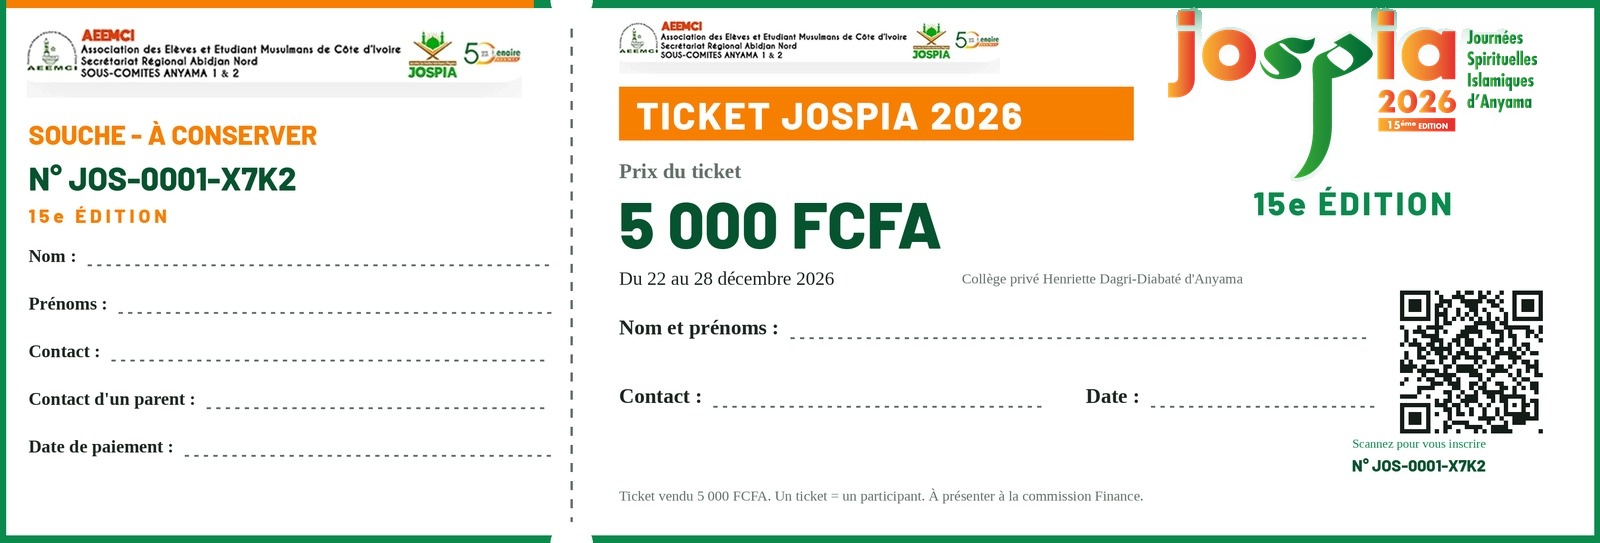 AEEMCI
Association des Elèves et Etudiant Musulmans de Côte d'Ivoire
Secrétariat Régional Abidjan Nord
SOUS-COMITES ANYAMA 1 & 2
AEEMCI
JOSPIA
50enaire
SOUCHE - À CONSERVER
N° JOS-0001-X7K2
15e ÉDITION
Nom :
Prénoms :
Contact :
Contact d'un parent :
Date de paiement :
AEEMCI
Association des Elèves et Etudiant Musulmans de Côte d'Ivoire
Secrétariat Régional Abidjan Nord
SOUS-COMITES ANYAMA 1 & 2
AEEMCI
JOSPIA
50enaire
TICKET JOSPIA 2026
Prix du ticket
5 000 FCFA
Du 22 au 28 décembre 2026
Collège privé Henriette Dagri-Diabaté d'Anyama
Nom et prénoms :
Contact :
Date :
Ticket vendu 5 000 FCFA. Un ticket = un participant. À présenter à la commission Finance.
jospia
Journées
Spirituelles
Islamiques
d'Anyama
2026
15ème EDITION
15e ÉDITION
Scannez pour vous inscrire
N° JOS-0001-X7K2